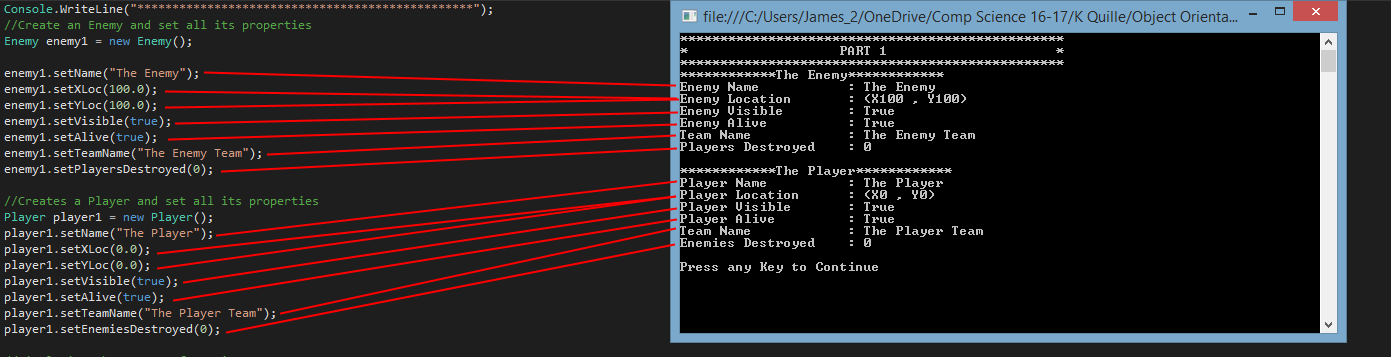 Console.WriteLine("************************************************");
//Create an Enemy and set all its properties
Enemy enemy1 = new Enemy();
enemy1.setName("The Enemy");
enemy1.setXLoc(100.0);
enemy1.setYLoc(100.0);
enemy1.setVisible(true);
enemy1.setAlive(true);
enemy1.setTeamName("The Enemy Team");
enemy1.setPlayersDestroyed(0);
//Creates a Player and set all its properties
Player player1 = new Player();
player1.setName("The Player");
player1.setXLoc(0.0);
player1.setYLoc(0.0);
player1.setVisible(true);
player1.setAlive(true);
player1.setTeamName("The Player Team");
player1.setEnemiesDestroyed(0);
file:///C:/Users/James_2/OneDrive/Comp Science 16-17/K Quille/Object Orienta...
************************************************
* PART 1 *
************************************************
************The Enemy************
Enemy Name : The Enemy
Enemy Location : (X100 , Y100)
Enemy Visible : True
Enemy Alive : True
Team Name : The Enemy Team
Players Destroyed : 0
************The Player************
Player Name : The Player
Player Location : (X0 , Y0)
Player Visible : True
Player Alive : True
Team Name : The Player Team
Enemies Destroyed : 0
Press any Key to Continue